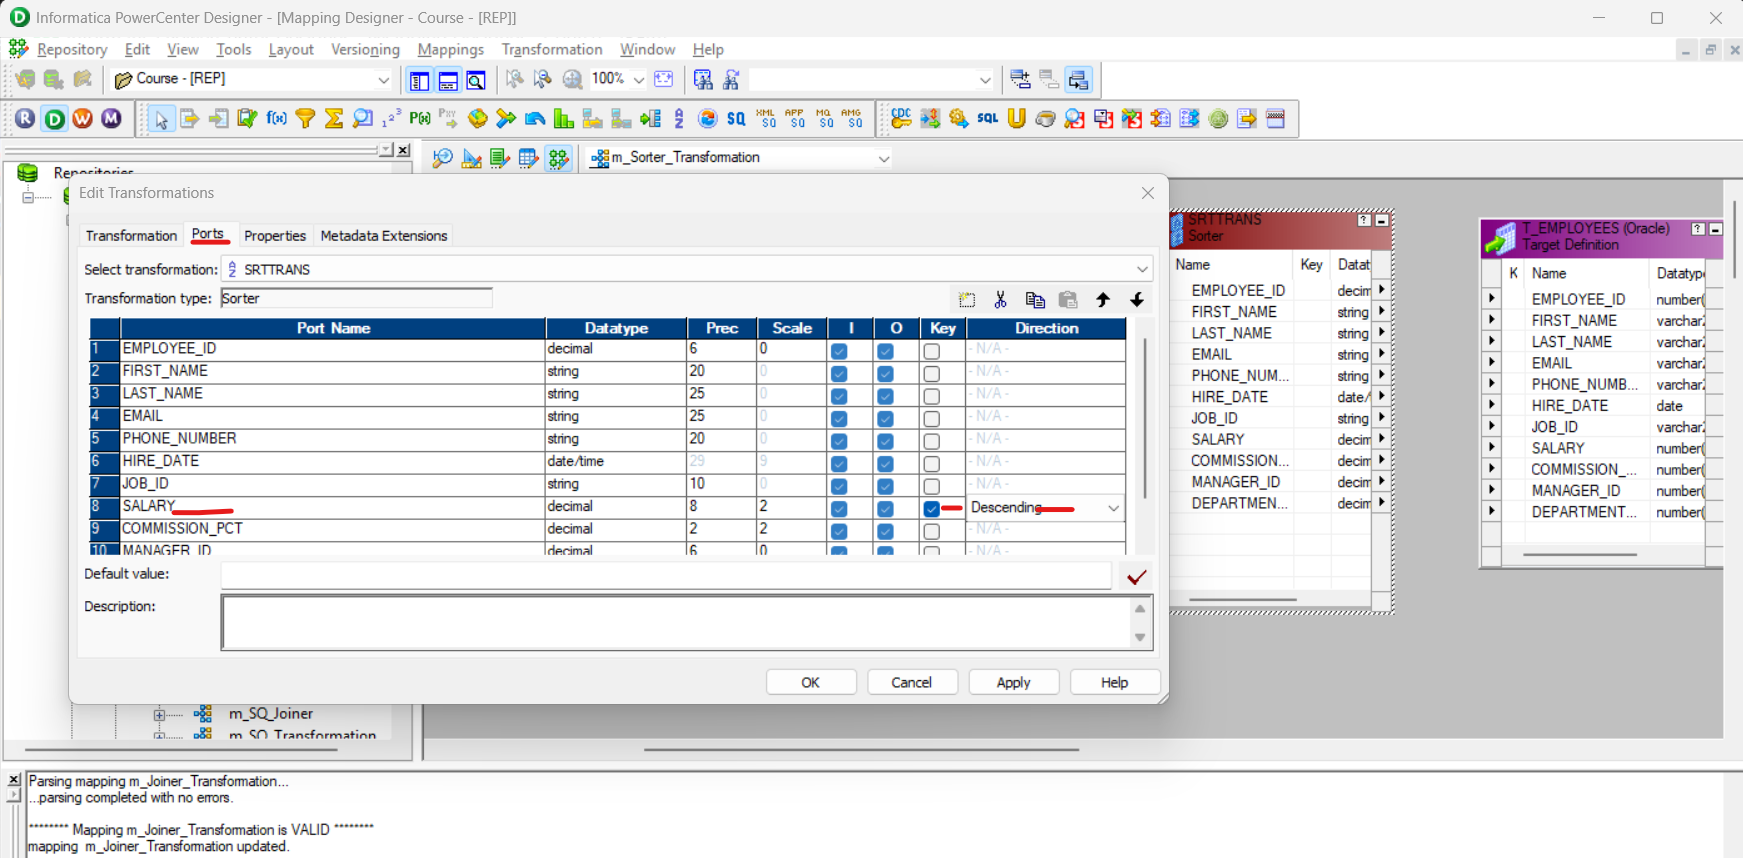 Informatica PowerCenter Designer - [Mapping Designer - Course - [REP]]
Repository Edit View Tools Layout Versioning Mappings Transformation Window Help
Course - [REP] 100%
m_Sorter_Transformation
Repositories
Edit Transformations
Transformation Ports Properties Metadata Extensions
Select transformation: SRTTRANS
Transformation type: Sorter
Port Name Datatype Prec Scale I O Key Direction
1 EMPLOYEE_ID decimal 6 0 - N/A -
2 FIRST_NAME string 20 0 - N/A -
3 LAST_NAME string 25 0 - N/A -
4 EMAIL string 25 0 - N/A -
5 PHONE_NUMBER string 20 0 - N/A -
6 HIRE_DATE date/time 29 9 - N/A -
7 JOB_ID string 10 0 - N/A -
8 SALARY decimal 8 2 Descending
9 COMMISSION_PCT decimal 2 2 - N/A -
10 MANAGER_ID decimal 6 0 - N/A -
Default value:
Description:
OK Cancel Apply Help
SRTTRANS
Sorter
Name Key Datat
EMPLOYEE_ID decim
FIRST_NAME string
LAST_NAME string
EMAIL string
PHONE_NUM... string
HIRE_DATE date/
JOB_ID string
SALARY decim
COMMISSION... decim
MANAGER_ID decim
DEPARTMEN... decim
T_EMPLOYEES (Oracle)
Target Definition
K Name Datatyp
EMPLOYEE_ID number(
FIRST_NAME varchar
LAST_NAME varchar
EMAIL varchar
PHONE_NUMB... varchar
HIRE_DATE date
JOB_ID varchar
SALARY number(
COMMISSION_... number(
MANAGER_ID number(
DEPARTMENT... number(
m_SQ_Joiner
m_SQ_Transformation
Parsing mapping m_Joiner_Transformation...
...parsing completed with no errors.
******** Mapping m_Joiner_Transformation is VALID ********
mapping m_Joiner_Transformation updated.